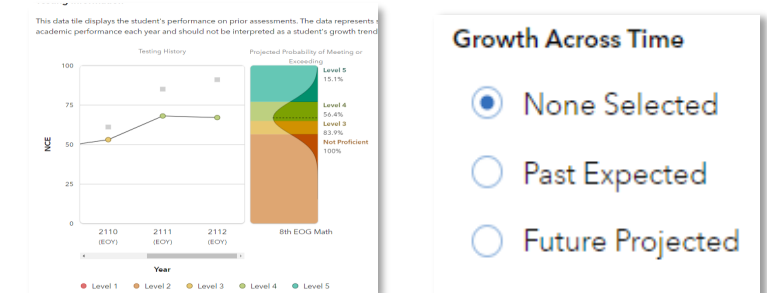 This data tile displays the student's performance on prior assessments. The data represents
academic performance each year and should not be interpreted as a student's growth trend
Testing History
Projected Probability of Meeting or
Exceeding
100
75
50
25
0
NCE
Level 5
15.1%
Level 4
56.4%
Level 3
83.9%
Not Proficient
100%
2110
(EOY)
2111
(EOY)
2112
(EOY)
8th EOG Math
Year
Level 1 Level 2 Level 3 Level 4 Level 5
Growth Across Time
None Selected
Past Expected
Future Projected